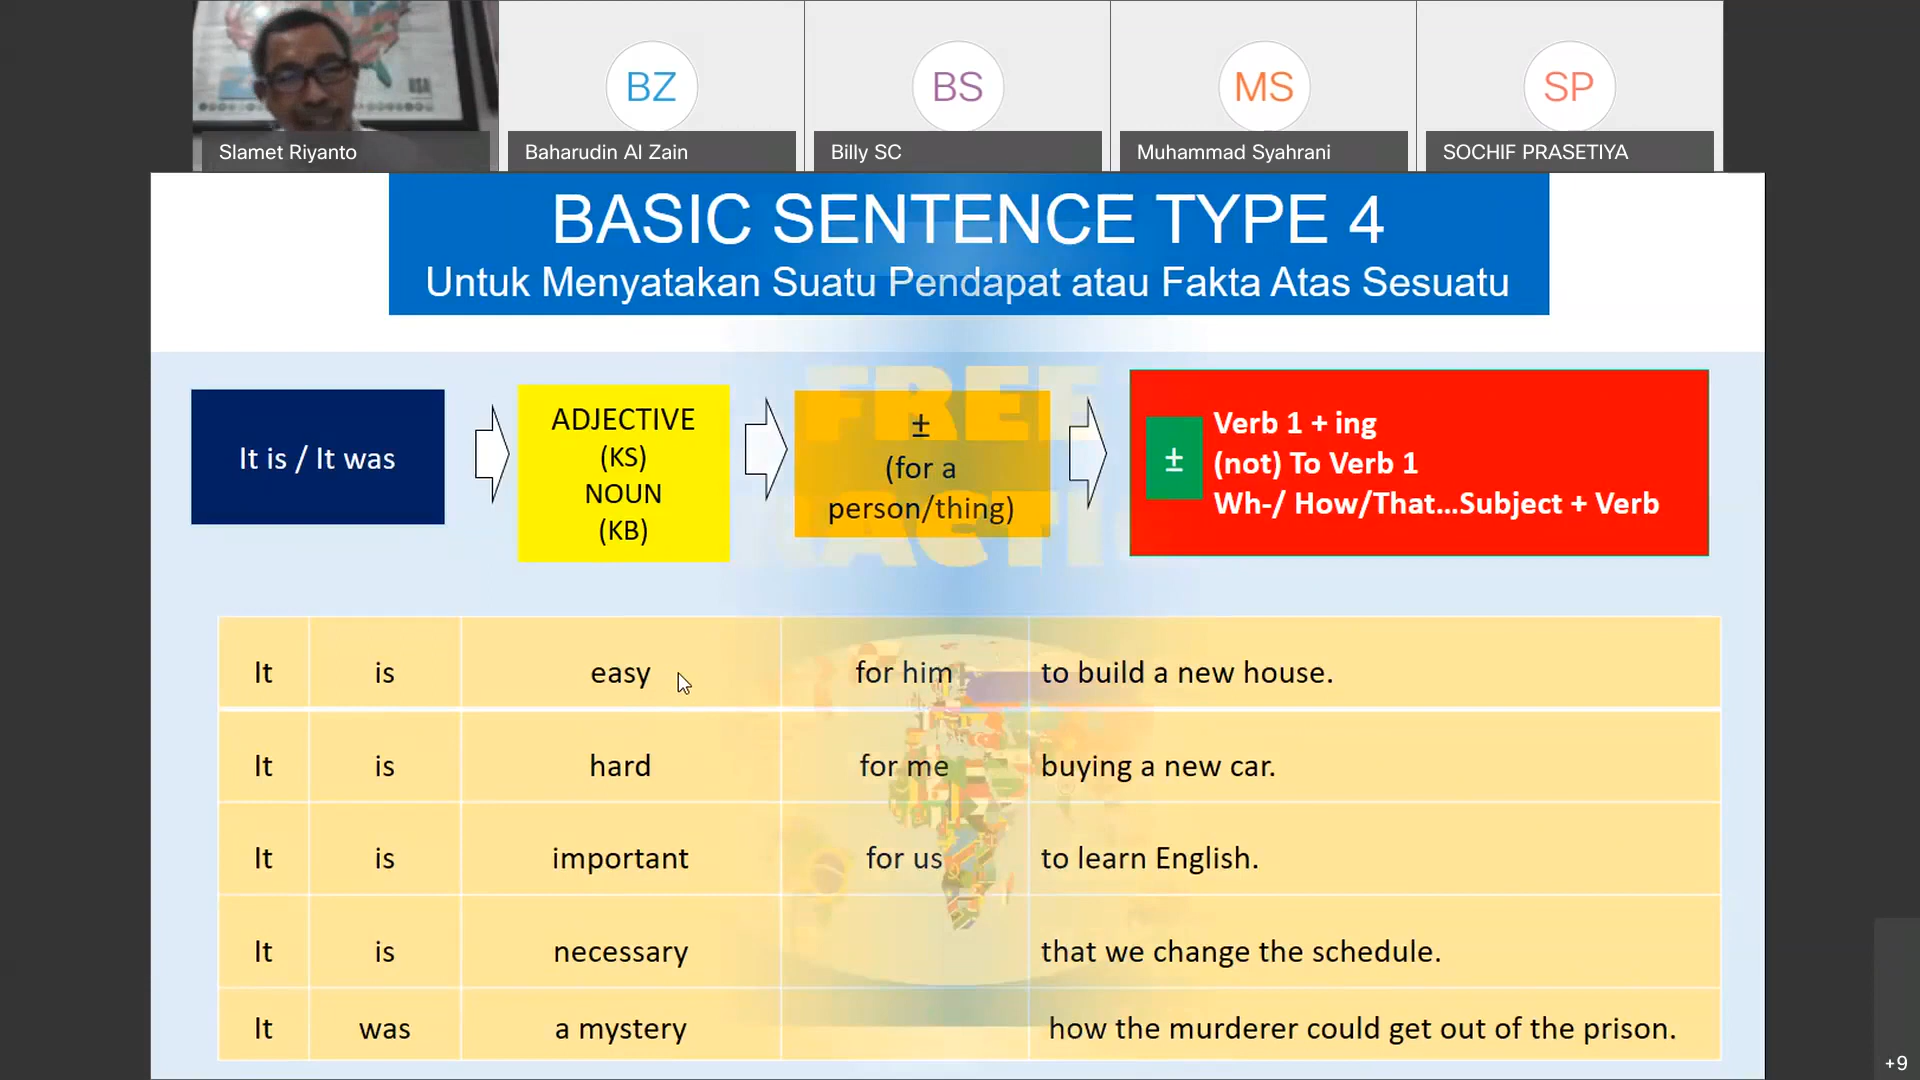 USA
BZ
BS
MS
SP
Slamet Riyanto
Baharudin Al Zain
Billy SC
Muhammad Syahrani
SOCHIF PRASETIYA
BASIC SENTENCE TYPE 4
Untuk Menyatakan Suatu Pendapat atau Fakta Atas Sesuatu
It is / It was
ADJECTIVE
(KS)
NOUN
(KB)
±
(for a
person/thing)
±
Verb 1 + ing
(not) To Verb 1
Wh-/ How/That...Subject + Verb
FREE
It is easy for him to build a new house.
It is hard for me buying a new car.
It is important for us to learn English.
It is necessary that we change the schedule.
It was a mystery how the murderer could get out of the prison.
+9